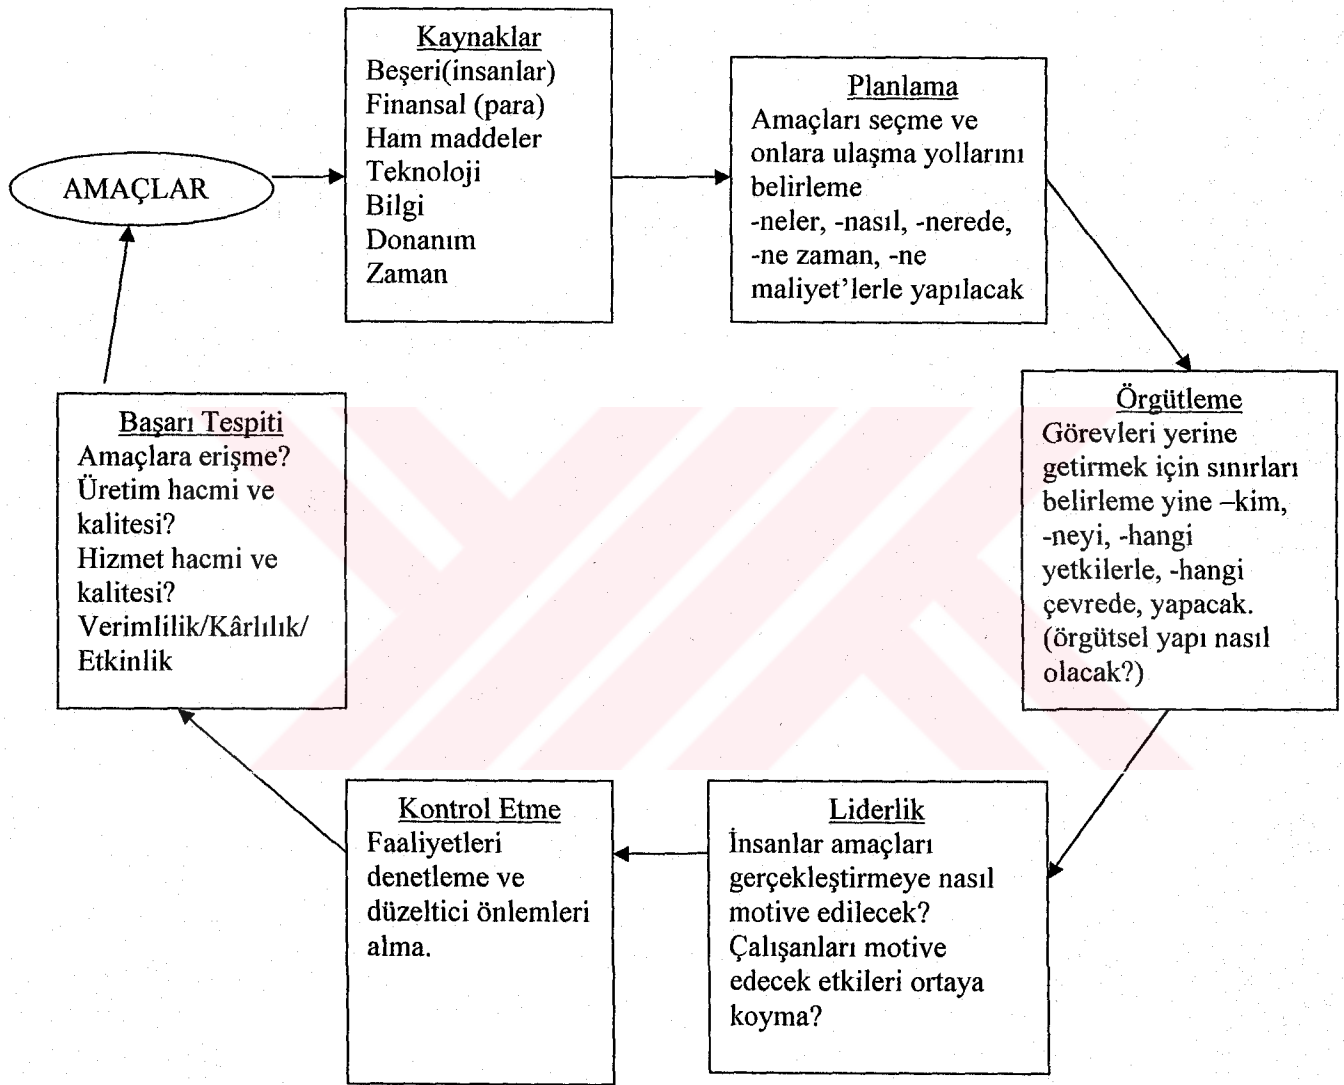 AMAÇLAR
Kaynaklar
Beşeri(insanlar)
Finansal (para)
Ham maddeler
Teknoloji
Bilgi
Donanım
Zaman
Planlama
Amaçları seçme ve
onlara ulaşma yollarını
belirleme
-neler, -nasıl, -nerede,
-ne zaman, -ne
maliyet’lerle yapılacak
Örgütleme
Görevleri yerine
getirmek için sınırları
belirleme yine –kim,
-neyi, -hangi
yetkilerle, -hangi
çevrede, yapacak.
(örgütsel yapı nasıl
olacak?)
Liderlik
İnsanlar amaçları
gerçekleştirmeye nasıl
motive edilecek?
Çalışanları motive
edecek etkileri ortaya
koyma?
Kontrol Etme
Faaliyetleri
denetleme ve
düzeltici önlemleri
alma.
Başarı Tespiti
Amaçlara erişme?
Üretim hacmi ve
kalitesi?
Hizmet hacmi ve
kalitesi?
Verimlilik/Kârlılık/
Etkinlik